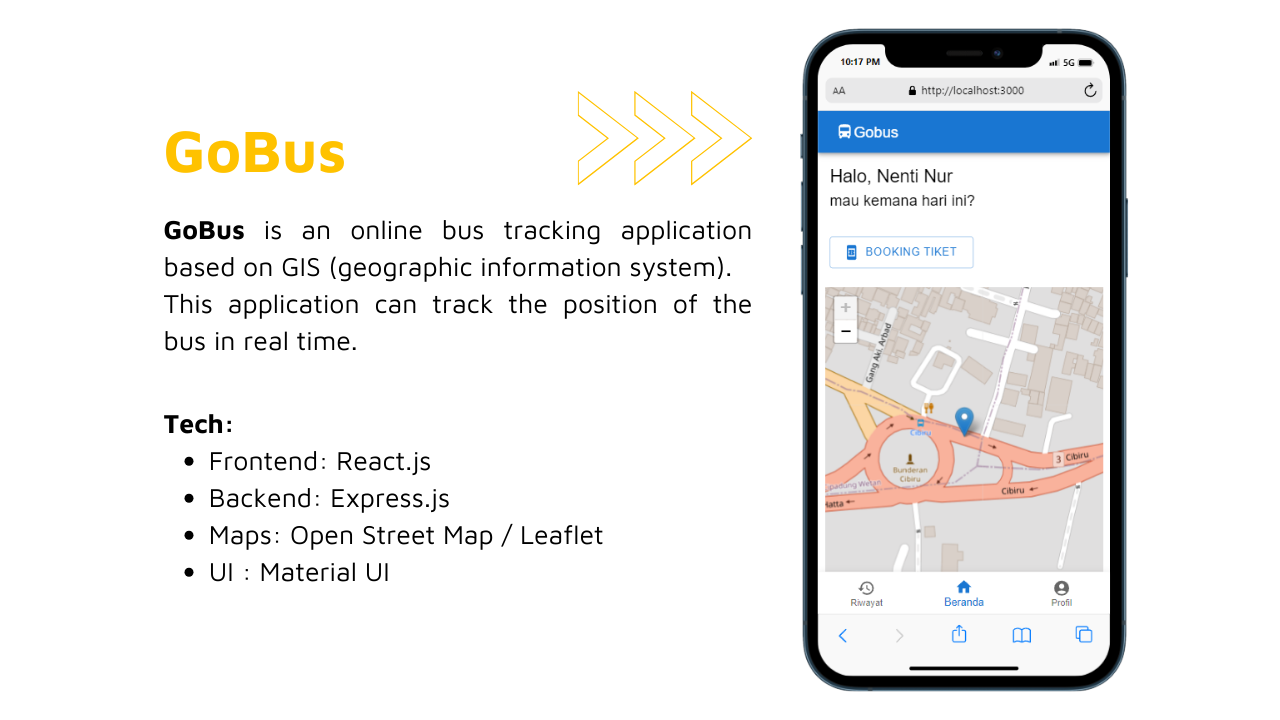 GoBus
GoBus is an online bus tracking application
based on GIS (geographic information system).
This application can track the position of the
bus in real time.
Tech:
• Frontend: React.js
• Backend: Express.js
• Maps: Open Street Map / Leaflet
• UI : Material UI
10:17 PM
5G
AA
http://localhost:3000
Gobus
Halo, Nenti Nur
mau kemana hari ini?
BOOKING TIKET
+
−
Gang Aki. Arbad
Cibiru
3 Cibiru
Bunderan
Cibiru
Cibiru
Hatta
Riwayat
Beranda
Profil